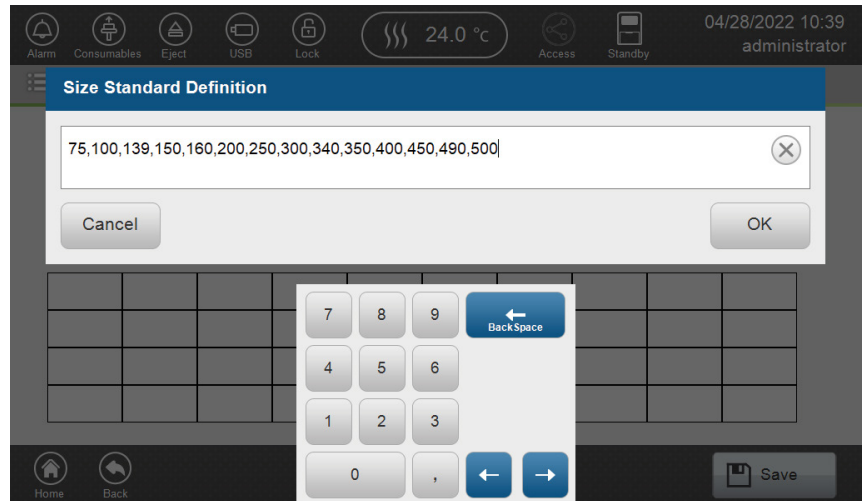 24.0 °c
04/28/2022 10:39
administrator
Alarm Consumables Eject USB Lock Access Standby
Size Standard Definition
75,100,139,150,160,200,250,300,340,350,400,450,490,500
Cancel OK
7 8 9 BackSpace
4 5 6
1 2 3
0 ,
Home Back Save